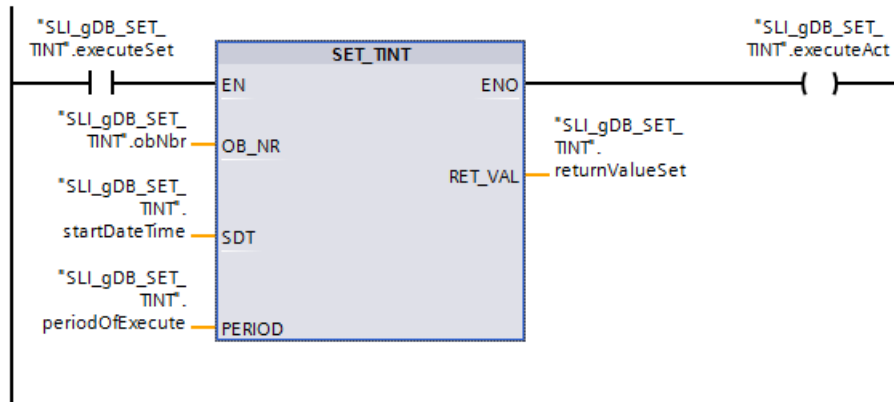 "SLI_gDB_SET_
TINT".executeSet
"SLI_gDB_SET_
TINT".executeAct
SET_TINT
EN
ENO
"SLI_gDB_SET_
TINT".obNbr
OB_NR
"SLI_gDB_SET_
TINT".
returnValueSet
RET_VAL
"SLI_gDB_SET_
TINT".
startDateTime
SDT
"SLI_gDB_SET_
TINT".
periodOfExecute
PERIOD